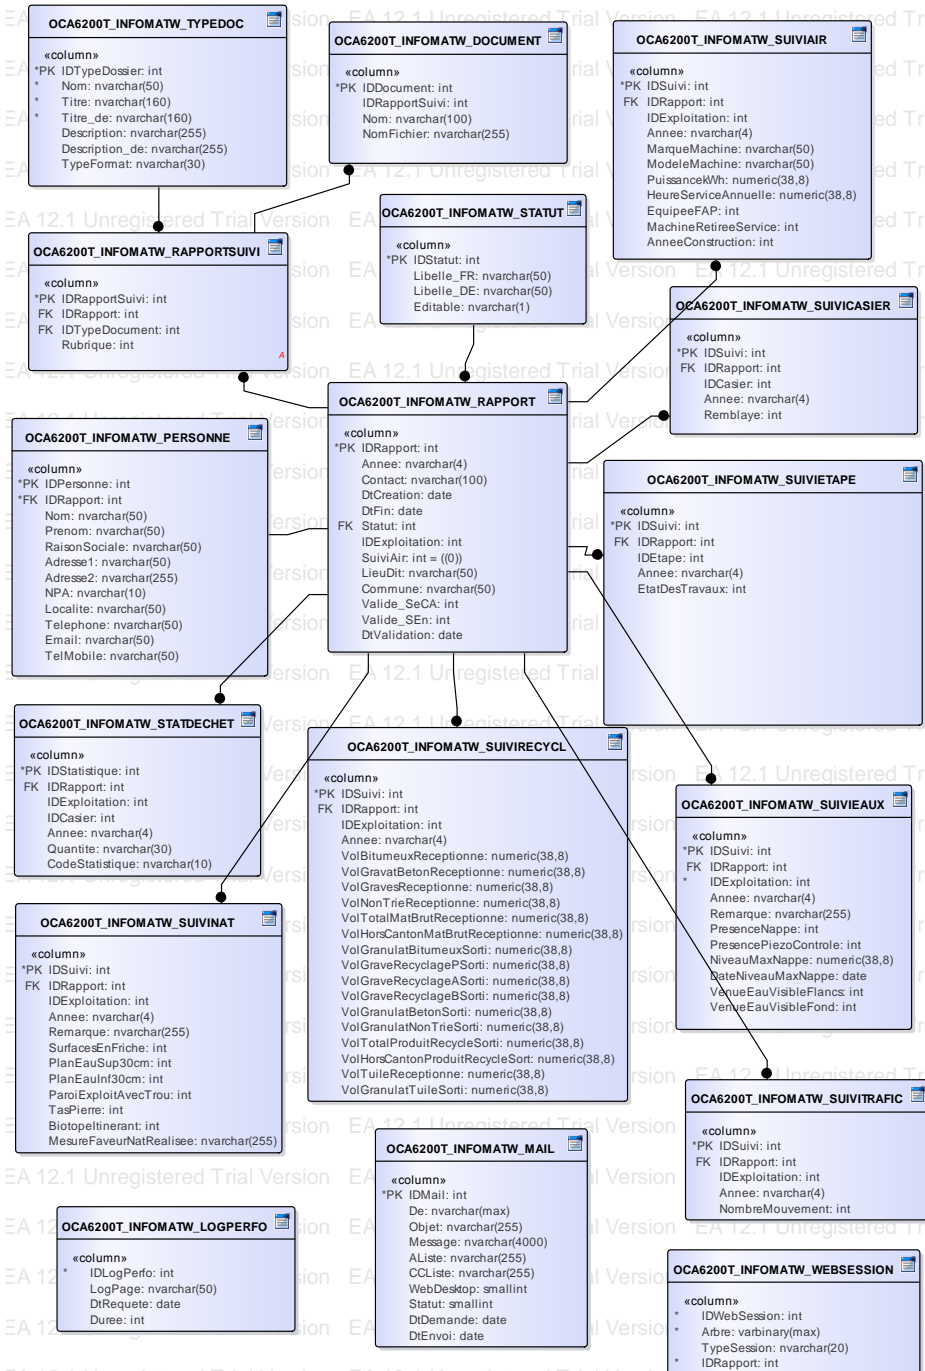 OCA6200T_INFOMATW_TYPEDOC
«column»
*PK IDTypeDossier: int
* Nom: nvarchar(50)
* Titre: nvarchar(160)
* Titre_de: nvarchar(160)
Description: nvarchar(255)
Description_de: nvarchar(255)
TypeFormat: nvarchar(30)
OCA6200T_INFOMATW_DOCUMENT
«column»
*PK IDDocument: int
IDRapportSuivi: int
Nom: nvarchar(100)
NomFichier: nvarchar(255)
OCA6200T_INFOMATW_SUIVIAIR
«column»
*PK IDSuivi: int
FK IDRapport: int
IDExploitation: int
Annee: nvarchar(4)
MarqueMachine: nvarchar(50)
ModeleMachine: nvarchar(50)
PuissancekWh: numeric(38,8)
HeureServiceAnnuelle: numeric(38,8)
EquipeeFAP: int
MachineRetireeService: int
AnneeConstruction: int
OCA6200T_INFOMATW_STATUT
«column»
*PK IDStatut: int
Libelle_FR: nvarchar(50)
Libelle_DE: nvarchar(50)
Editable: nvarchar(1)
OCA6200T_INFOMATW_RAPPORTSUIVI
«column»
*PK IDRapportSuivi: int
FK IDRapport: int
FK IDTypeDocument: int
Rubrique: int
A
OCA6200T_INFOMATW_SUIVICASIER
«column»
*PK IDSuivi: int
FK IDRapport: int
IDCasier: int
Annee: nvarchar(4)
Remblaye: int
OCA6200T_INFOMATW_RAPPORT
«column»
*PK IDRapport: int
Annee: nvarchar(4)
Contact: nvarchar(100)
DtCreation: date
DtFin: date
FK Statut: int
IDExploitation: int
SuiviAir: int = ((0))
LieuDit: nvarchar(50)
Commune: nvarchar(50)
Valide_SeCA: int
Valide_SEn: int
DtValidation: date
OCA6200T_INFOMATW_PERSONNE
«column»
*PK IDPersonne: int
*FK IDRapport: int
Nom: nvarchar(50)
Prenom: nvarchar(50)
RaisonSociale: nvarchar(50)
Adresse1: nvarchar(50)
Adresse2: nvarchar(255)
NPA: nvarchar(10)
Localite: nvarchar(50)
Telephone: nvarchar(50)
Email: nvarchar(50)
TelMobile: nvarchar(50)
OCA6200T_INFOMATW_SUIVIETAPE
«column»
*PK IDSuivi: int
FK IDRapport: int
IDEtape: int
Annee: nvarchar(4)
EtatDesTravaux: int
OCA6200T_INFOMATW_STATDECHET
«column»
*PK IDStatistique: int
FK IDRapport: int
IDExploitation: int
IDCasier: int
Annee: nvarchar(4)
Quantite: nvarchar(30)
CodeStatistique: nvarchar(10)
OCA6200T_INFOMATW_SUIVIRECYCL
«column»
*PK IDSuivi: int
FK IDRapport: int
IDExploitation: int
Annee: nvarchar(4)
VolBitumeuxReceptionne: numeric(38,8)
VolGravatBetonReceptionne: numeric(38,8)
VolGravesReceptionne: numeric(38,8)
VolNonTrieReceptionne: numeric(38,8)
VolTotalMatBrutReceptionne: numeric(38,8)
VolHorsCantonMatBrutReceptionne: numeric(38,8)
VolGranulatBitumeuxSorti: numeric(38,8)
VolGraveRecyclagePSorti: numeric(38,8)
VolGraveRecyclageASorti: numeric(38,8)
VolGraveRecyclageBSorti: numeric(38,8)
VolGranulatBetonSorti: numeric(38,8)
VolGranulatNonTrieSorti: numeric(38,8)
VolTotalProduitRecycleSorti: numeric(38,8)
VolHorsCantonProduitRecycleSort: numeric(38,8)
VolTuileReceptionne: numeric(38,8)
VolGranulatTuileSorti: numeric(38,8)
OCA6200T_INFOMATW_SUIVIEAUX
«column»
*PK IDSuivi: int
FK IDRapport: int
* IDExploitation: int
Annee: nvarchar(4)
Remarque: nvarchar(255)
PresenceNappe: int
PresencePiezoControle: int
NiveauMaxNappe: numeric(38,8)
DateNiveauMaxNappe: date
VenueEauVisibleFlancs: int
VenueEauVisibleFond: int
OCA6200T_INFOMATW_SUIVINAT
«column»
*PK IDSuivi: int
FK IDRapport: int
IDExploitation: int
Annee: nvarchar(4)
Remarque: nvarchar(255)
SurfacesEnFriche: int
PlanEauSup30cm: int
PlanEauInf30cm: int
ParoiExploitAvecTrou: int
TasPierre: int
BiotopeItinerant: int
MesureFaveurNatRealisee: nvarchar(255)
OCA6200T_INFOMATW_SUIVITRAFIC
«column»
*PK IDSuivi: int
FK IDRapport: int
IDExploitation: int
Annee: nvarchar(4)
NombreMouvement: int
OCA6200T_INFOMATW_MAIL
«column»
*PK IDMail: int
De: nvarchar(max)
Objet: nvarchar(255)
Message: nvarchar(4000)
AListe: nvarchar(255)
CCListe: nvarchar(255)
WebDesktop: smallint
Statut: smallint
DtDemande: date
DtEnvoi: date
OCA6200T_INFOMATW_LOGPERFO
«column»
* IDLogPerfo: int
LogPage: nvarchar(50)
DtRequete: date
Duree: int
OCA6200T_INFOMATW_WEBSESSION
«column»
* IDWebSession: int
* Arbre: varbinary(max)
TypeSession: nvarchar(20)
* IDRapport: int
EA 12.1 Unregistered Trial Version